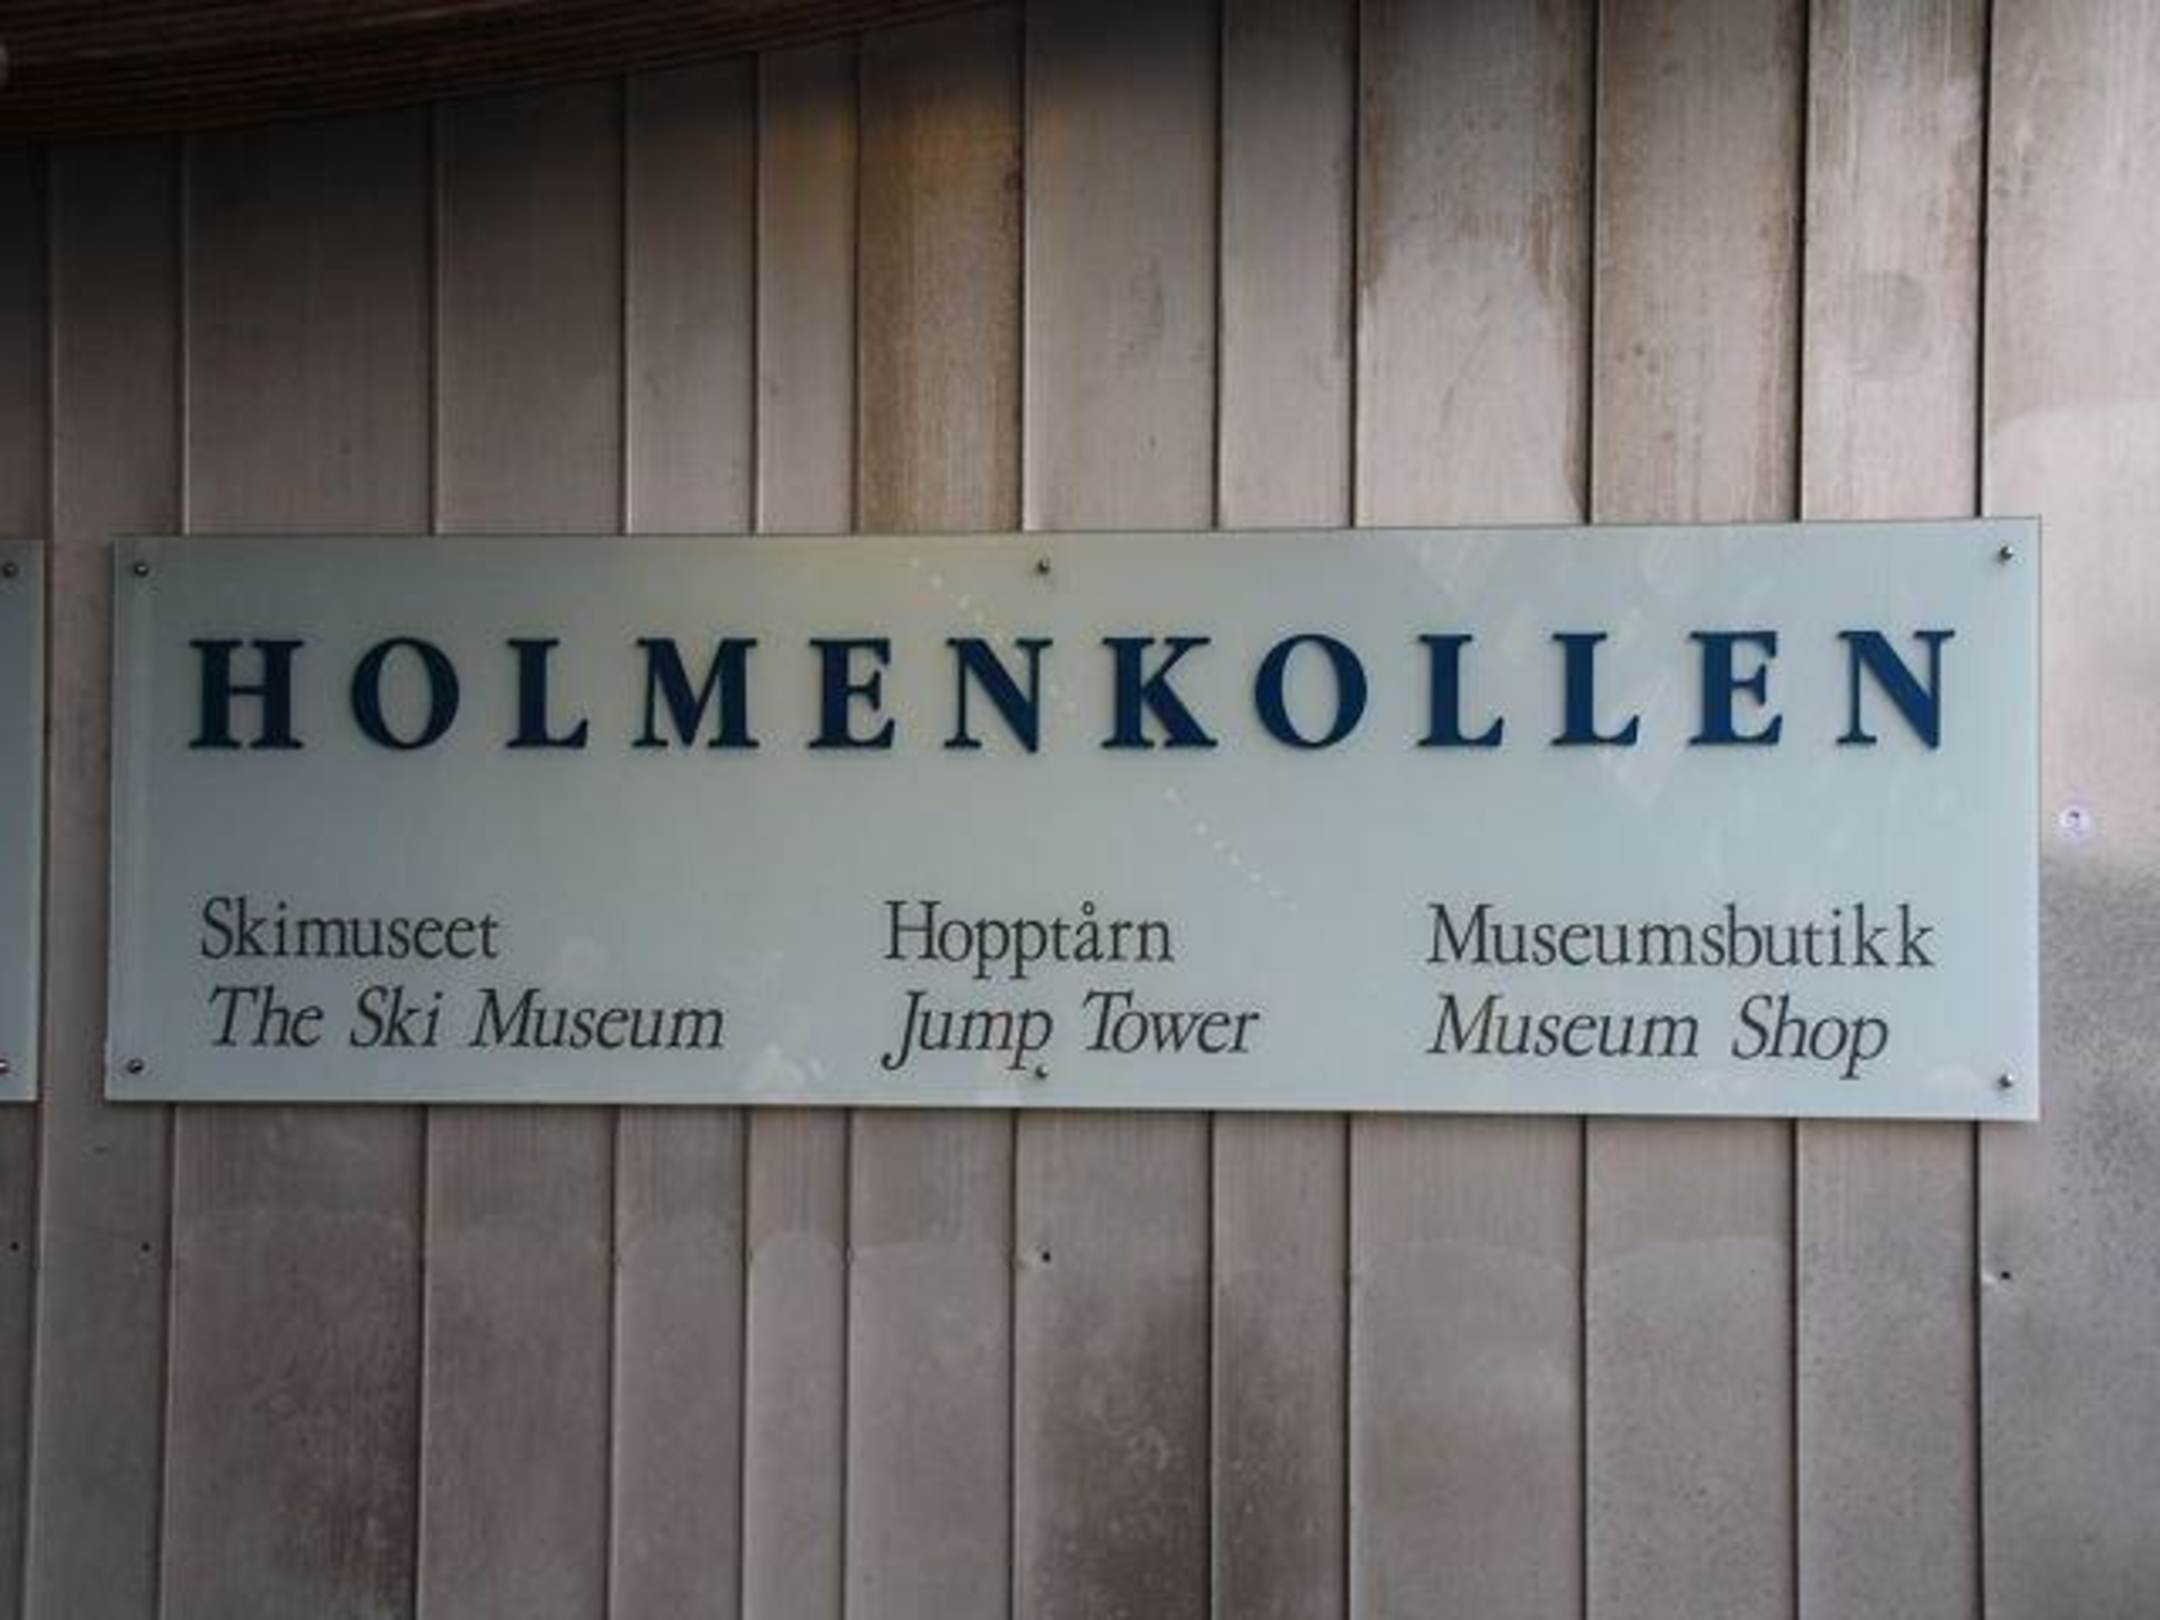 HOLMENKOLLEN
Skimuseet
The Ski Museum
Hopptårn
Jump Tower
Museumsbutikk
Museum Shop